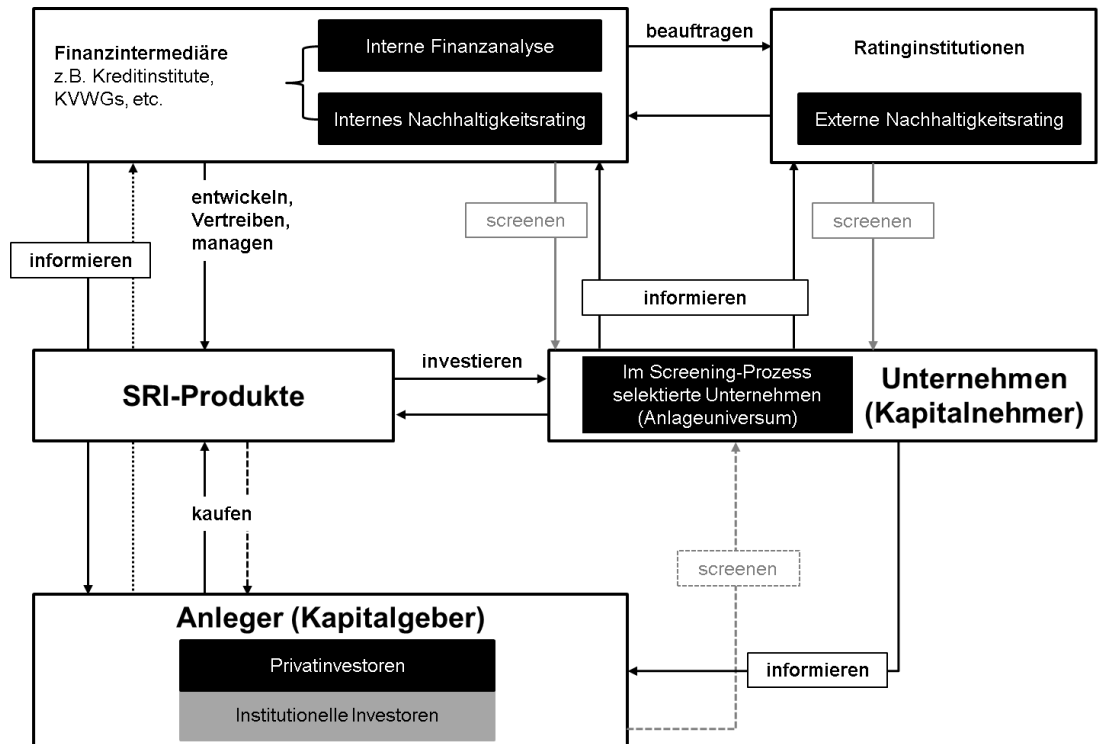 Finanzintermediäre
z.B. Kreditinstitute,
KVWGs, etc.
Interne Finanzanalyse
Internes Nachhaltigkeitsrating
beauftragen
Ratinginstitutionen
Externe Nachhaltigkeitsrating
entwickeln,
Vertreiben,
managen
screenen
screenen
informieren
informieren
SRI-Produkte
investieren
Im Screening-Prozess
selektierte Unternehmen
(Anlageuniversum)
Unternehmen
(Kapitalnehmer)
kaufen
screenen
Anleger (Kapitalgeber)
Privatinvestoren
Institutionelle Investoren
informieren